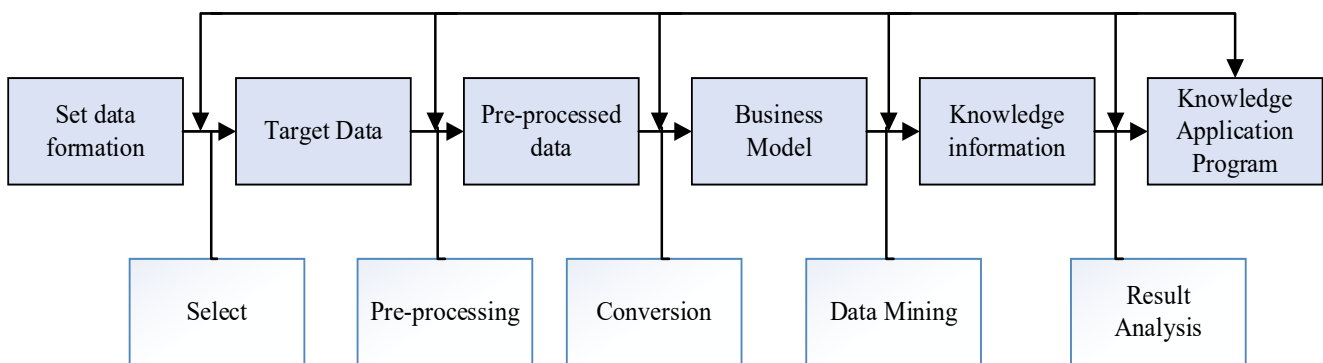 Set data
formation
Target Data
Pre-processed
data
Business
Model
Knowledge
information
Knowledge
Application
Program
Select
Pre-processing
Conversion
Data Mining
Result
Analysis